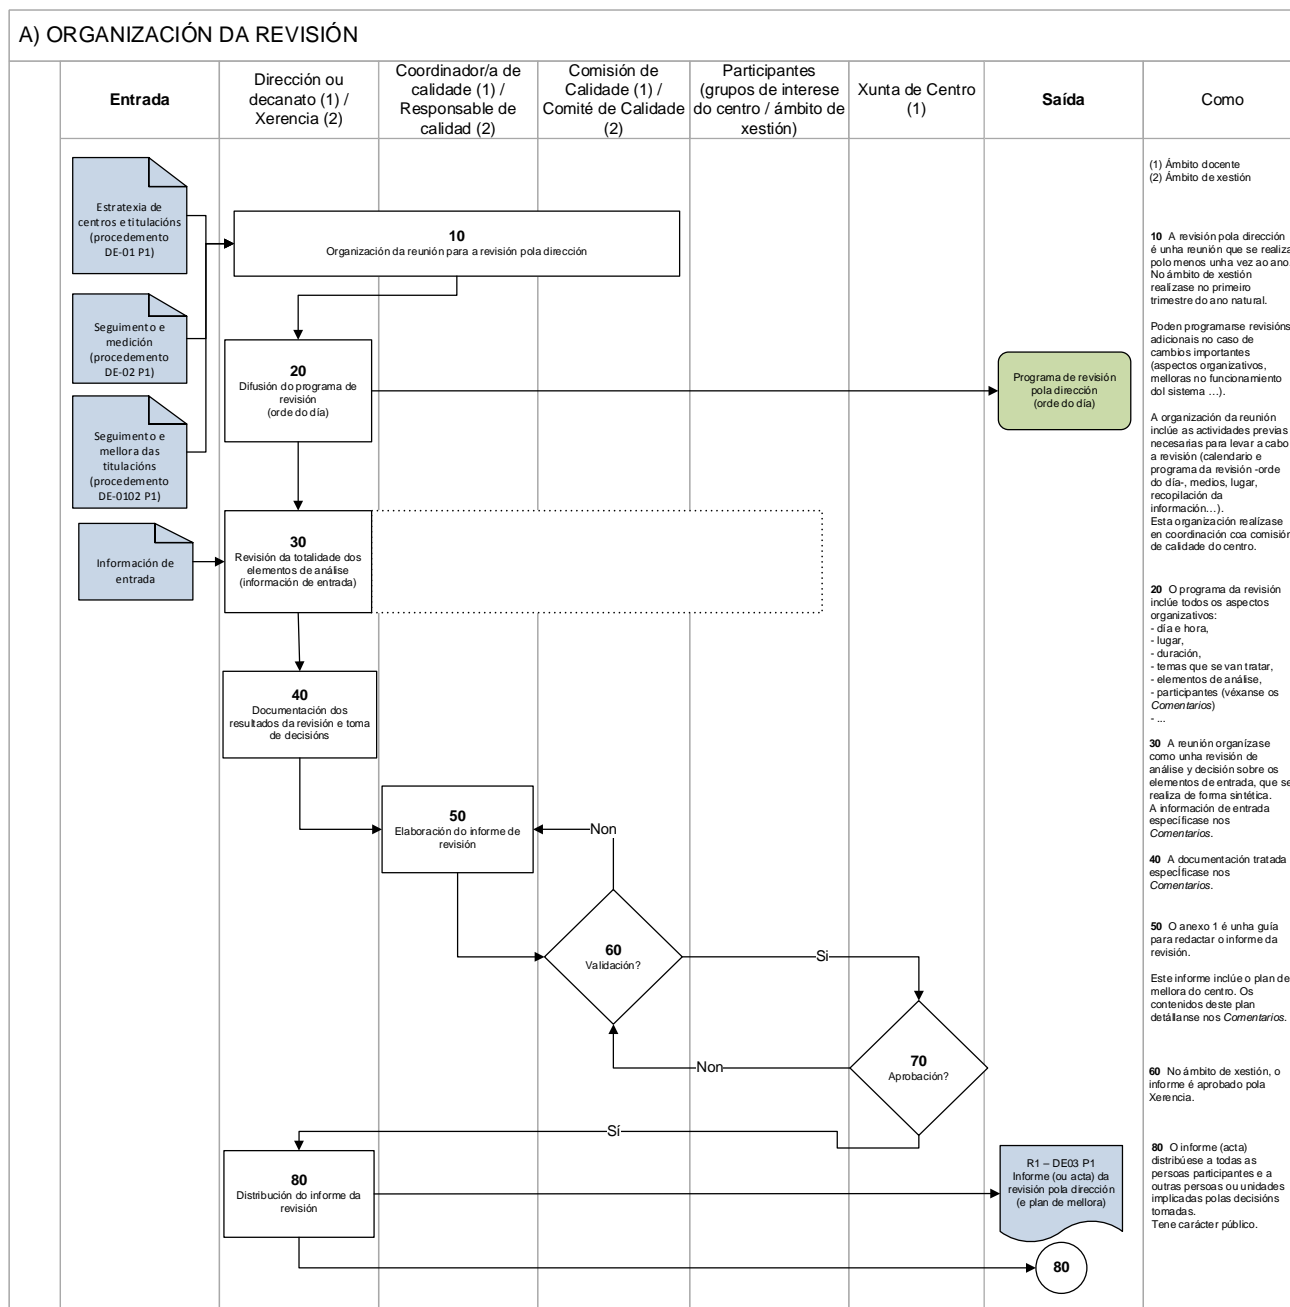 A) ORGANIZACIÓN DA REVISIÓN
Entrada
Dirección ou
decanato (1) /
Xerencia (2)
Coordinador/a de
calidade (1) /
Responsable de
calidad (2)
Comisión de
Calidade (1) /
Comité de Calidade
(2)
Participantes
(grupos de interese
do centro / ámbito de
xestión)
Xunta de Centro
(1)
Saída
Como
Estratexia de
centros e titulacións
(procedemento
DE-01 P1)
Seguimento e
medición
(procedemento
DE-02 P1)
Seguimento e
mellora das
titulacións
(procedemento
DE-0102 P1)
Información de
entrada
10
Organización da reunión para a revisión pola dirección
20
Difusión do programa de
revisión
(orde do día)
Programa de revisión
pola dirección
(orde do día)
30
Revisión da totalidade dos
elementos de análise
(información de entrada)
40
Documentación dos
resultados da revisión e toma
de decisións
50
Elaboración do informe de
revisión
Non
60
Validación?
Si
70
Aprobación?
Non
Sí
80
Distribución do informe da
revisión
R1 – DE03 P1
Informe (ou acta) da
revisión pola dirección
(e plan de mellora)
80
(1) Ámbito docente
(2) Ámbito de xestión
10 A revisión pola dirección
é unha reunión que se realiza
polo menos unha vez ao ano.
No ámbito de xestión
realízase no primeiro
trimestre do ano natural.
Poden programarse revisións
adicionais no caso de
cambios importantes
(aspectos organizativos,
melloras no funcionamento
dol sistema ...).
A organización da reunión
inclúe as actividades previas
necesarias para levar a cabo
a revisión (calendario e
programa da revisión -orde
do día-, medios, lugar,
recopilación da
información...).
Esta organización realízase
en coordinación coa comisión
de calidade do centro.
20 O programa da revisión
inclúe todos os aspectos
organizativos:
- día e hora,
- lugar,
- duración,
- temas que se van tratar,
- elementos de análise,
- participantes (véxanse os
Comentarios)
- ...
30 A reunión organízase
como unha revisión de
análise y decisión sobre os
elementos de entrada, que se
realiza de forma sintética.
A información de entrada
especifícase nos
Comentarios.
40 A documentación tratada
especÍficase nos
Comentarios.
50 O anexo 1 é unha guía
para redactar o informe da
revisión.
Este informe inclúe o plan de
mellora do centro. Os
contenidos deste plan
detállanse nos Comentarios.
60 No ámbito de xestión, o
informe é aprobado pola
Xerencia.
80 O informe (acta)
distribúese a todas as
persoas participantes e a
outras persoas ou unidades
implicadas polas decisións
tomadas.
Tene carácter público.